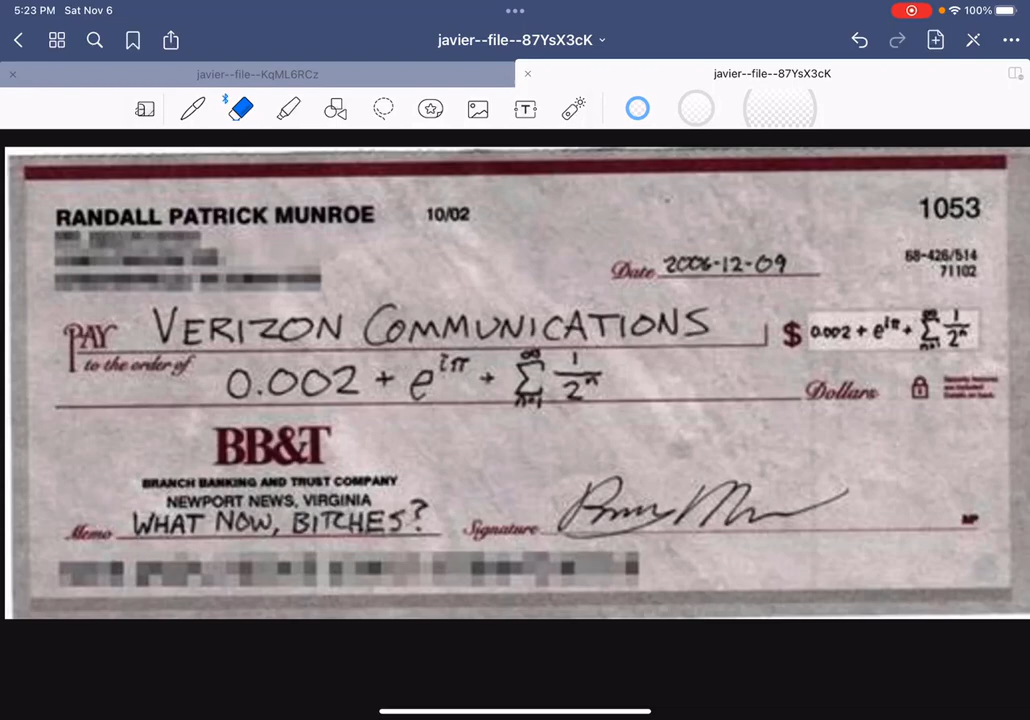 5:23 PM Sat Nov 6
100%
javier--file--87YsX3cK
javier--file--KqML6RCz
javier--file--87YsX3cK
RANDALL PATRICK MUNROE 10/02
1053
68-426/514
71102
Date 2006-12-09
PAY to the order of VERIZON COMMUNICATIONS $ 0.002 + e^{iπ} + ∑_{n=1}^{∞} 1/2^n
0.002 + e^{iπ} + ∑_{n=1}^{∞} 1/2^n Dollars
BB&T
BRANCH BANKING AND TRUST COMPANY
NEWPORT NEWS, VIRGINIA
Memo WHAT NOW, BITCHES? Signature
MP